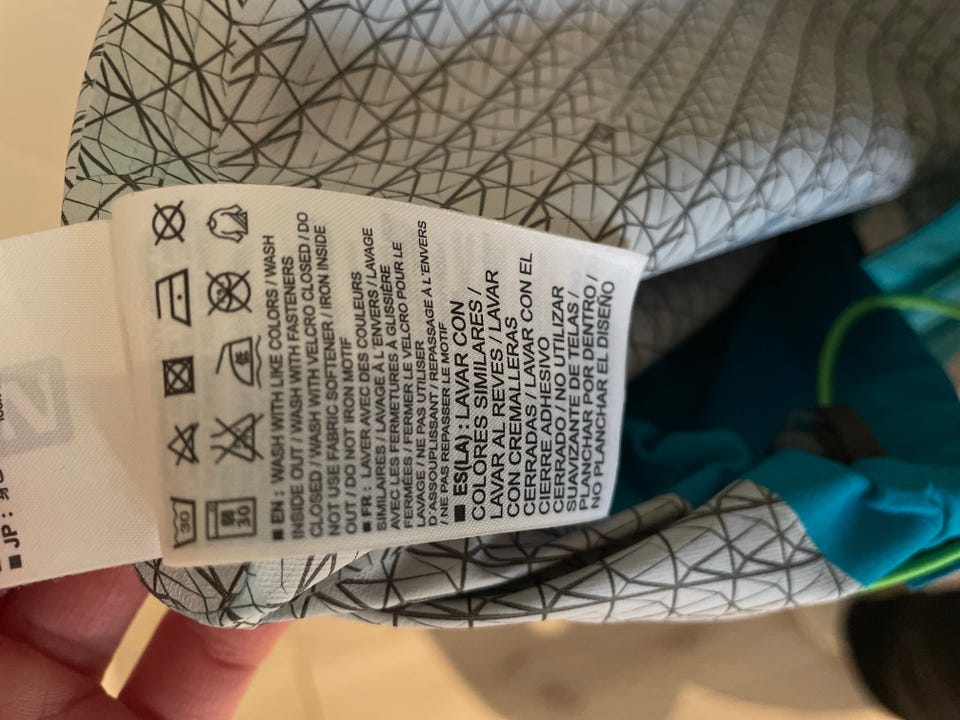 30
30
■ EN : WASH WITH LIKE COLORS / WASH
INSIDE OUT / WASH WITH FASTENERS
CLOSED / WASH WITH VELCRO CLOSED / DO
NOT USE FABRIC SOFTENER / IRON INSIDE
OUT / DO NOT IRON MOTIF
■ FR : LAVER AVEC DES COULEURS
SIMILAIRES / LAVAGE À L'ENVERS / LAVAGE
AVEC LES FERMETURES À GLISSIÈRE
FERMÉES / FERMER LE VELCRO POUR LE
LAVAGE / NE PAS UTILISER
D'ASSOUPLISSANT / REPASSAGE À L'ENVERS
/ NE PAS REPASSER LE MOTIF
■ ES(LA) : LAVAR CON
COLORES SIMILARES /
LAVAR AL REVES / LAVAR
CON CREMALLERAS
CERRADAS / LAVAR CON EL
CIERRE ADHESIVO
CERRADO / NO UTILIZAR
SUAVIZANTE DE TELAS /
PLANCHAR POR DENTRO /
NO PLANCHAR EL DISEÑO
■ JP :